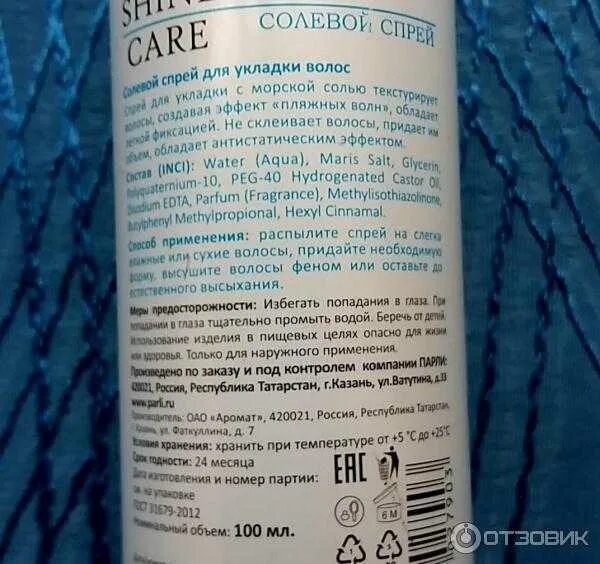 SHINE
CARE
СОЛЕВОЙ СПРЕЙ
Солевой спрей для укладки волос
Спрей для укладки с морской солью текстурирует
волосы, создавая эффект «пляжных волн», обладает
легкой фиксацией. Не склеивает волосы, придает им
объем, обладает антистатическим эффектом.
Состав (INCI): Water (Aqua), Maris Salt, Glycerin,
Polyquaternium-10, PEG-40 Hydrogenated Castor Oil,
Disodium EDTA, Parfum (Fragrance), Methylisothiazolinone,
Butylphenyl Methylpropional, Hexyl Cinnamal.
Способ применения: распылите спрей на слегка
влажные или сухие волосы, придайте необходимую
форму, высушите волосы феном или оставьте до
естественного высыхания.
Меры предосторожности: Избегать попадания в глаза. При
попадании в глаза тщательно промыть водой. Беречь от детей.
Использование изделия в пищевых целях опасно для жизни
или здоровья. Только для наружного применения.
Произведено по заказу и под контролем компании ПАРЛИ:
420021, Россия, Республика Татарстан, г.Казань, ул.Ватутина, д.33
www.parli.ru
Производитель: ОАО «Аромат», 420021, Россия, Республика Татарстан,
г. Казань, ул. Фаткуллина, д. 7
Условия хранения: хранить при температуре от +5 °С до +25°С
Срок годности: 24 месяца
Дата изготовления и номер партии:
см. на упаковке
ГОСТ 31679-2012
Номинальный объем: 100 мл.
EAC
6 M
7903
ОТЗОВИК